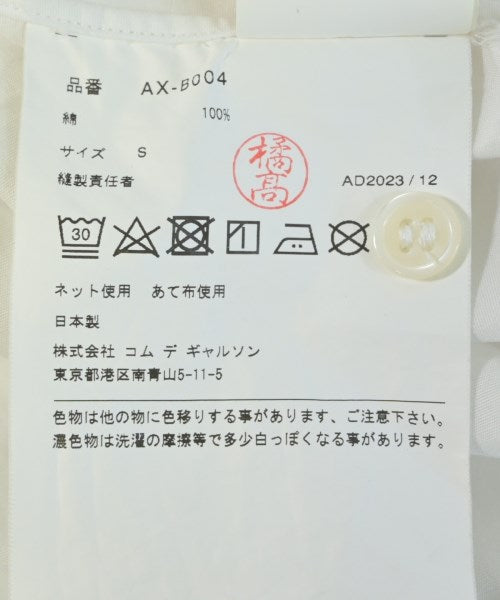 品番 AX-B004
綿 100%
サイズ S
縫製責任者
橘高
AD2023/12
30
ネット使用 あて布使用
日本製
株式会社 コム デ ギャルソン
東京都港区南青山5-11-5
色物は他の物に色移りする事があります、ご注意下さい。
濃色物は洗濯の摩擦等で多少白っぽくなる事があります。